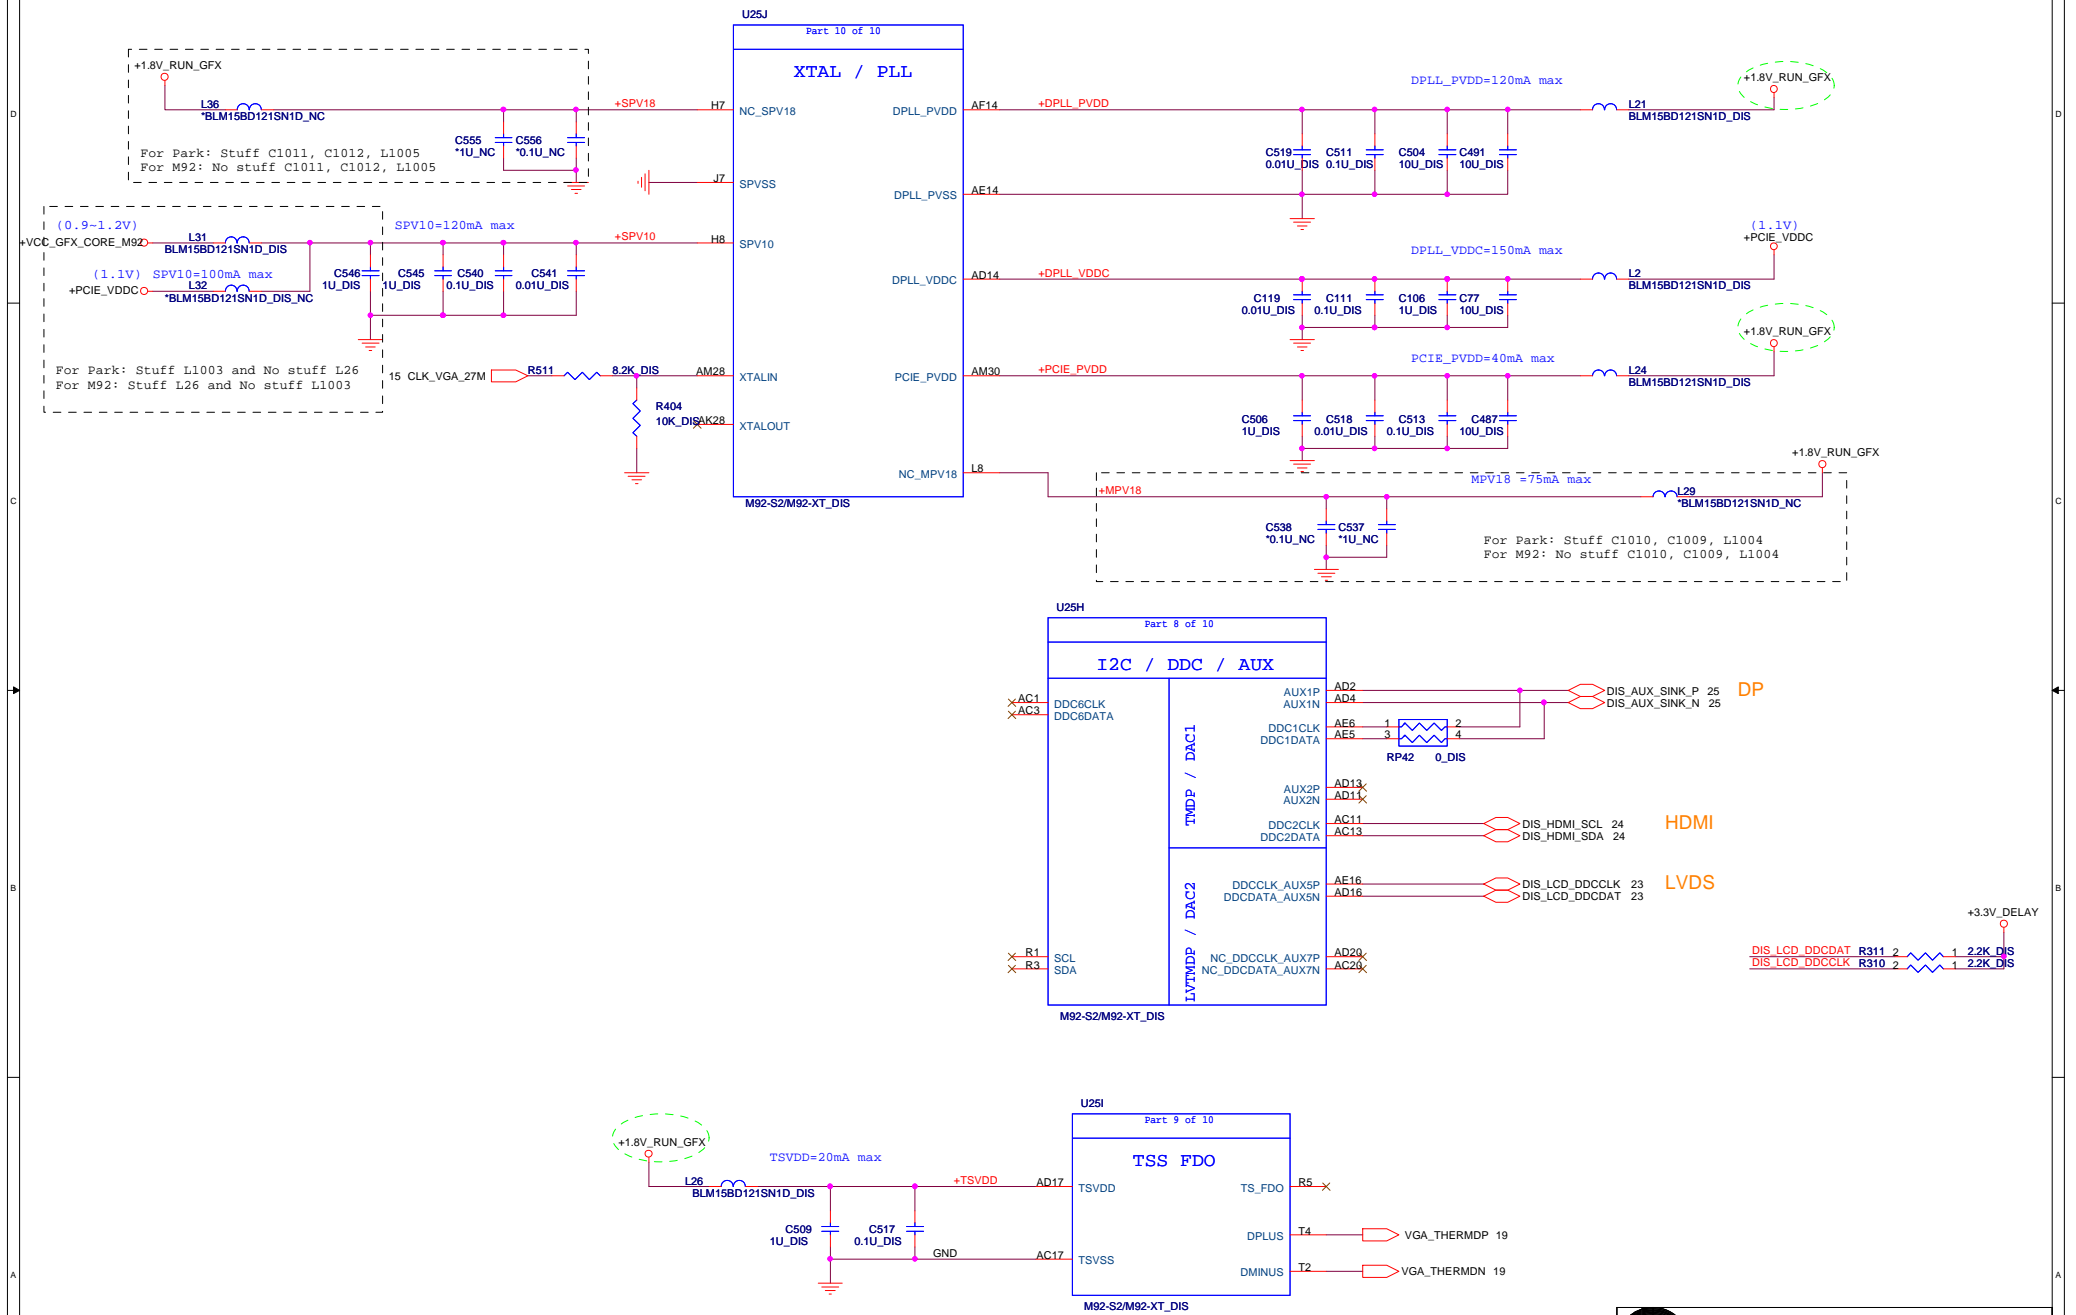 U25J
Part 10 of 10
XTAL / PLL
+1.8V_RUN_GFX
L36
*BLM15BD121SN1D_NC
+SPV18
H7
NC_SPV18
C555
*1U_NC
C556
*0.1U_NC
For Park: Stuff C1011, C1012, L1005
For M92: No stuff C1011, C1012, L1005
J7
SPVSS
(0.9~1.2V)
+VCC_GFX_CORE_M92
L31
BLM15BD121SN1D_DIS
SPV10=120mA max
+SPV10
H8
SPV10
(1.1V) SPV10=100mA max
+PCIE_VDDC
L32
*BLM15BD121SN1D_DIS_NC
C546
1U_DIS
C545
1U_DIS
C540
0.1U_DIS
C541
0.01U_DIS
For Park: Stuff L1003 and No stuff L26
For M92: Stuff L26 and No stuff L1003
15 CLK_VGA_27M
R511
8.2K_DIS
AM28
XTALIN
R404
10K_DIS
AK28
XTALOUT
M92-S2/M92-XT_DIS
DPLL_PVDD
AF14
+DPLL_PVDD
DPLL_PVDD=120mA max
L21
BLM15BD121SN1D_DIS
+1.8V_RUN_GFX
C519
0.01U_DIS
C511
0.1U_DIS
C504
10U_DIS
C491
10U_DIS
DPLL_PVSS
AE14
DPLL_VDDC
AD14
+DPLL_VDDC
DPLL_VDDC=150mA max
L2
BLM15BD121SN1D_DIS
(1.1V)
+PCIE_VDDC
C119
0.01U_DIS
C111
0.1U_DIS
C106
1U_DIS
C77
10U_DIS
PCIE_PVDD
AM30
+PCIE_PVDD
PCIE_PVDD=40mA max
L24
BLM15BD121SN1D_DIS
+1.8V_RUN_GFX
C506
1U_DIS
C518
0.01U_DIS
C513
0.1U_DIS
C487
10U_DIS
NC_MPV18
L8
+MPV18
MPV18 =75mA max
L29
*BLM15BD121SN1D_NC
+1.8V_RUN_GFX
C538
*0.1U_NC
C537
*1U_NC
For Park: Stuff C1010, C1009, L1004
For M92: No stuff C1010, C1009, L1004
U25H
Part 8 of 10
I2C / DDC / AUX
AC1
DDC6CLK
AC3
DDC6DATA
R1
SCL
R3
SDA
TMDP / DAC1
LVTMDP / DAC2
AUX1P
AD2
DIS_AUX_SINK_P 25
AUX1N
AD4
DIS_AUX_SINK_N 25
DP
DDC1CLK
AE6
1
2
DDC1DATA
AE5
3
4
RP42
0_DIS
AUX2P
AD13
AUX2N
AD11
DDC2CLK
AC11
DIS_HDMI_SCL 24
DDC2DATA
AC13
DIS_HDMI_SDA 24
HDMI
DDCCLK_AUX5P
AE16
DIS_LCD_DDCCLK 23
DDCDATA_AUX5N
AD16
DIS_LCD_DDCDAT 23
LVDS
NC_DDCCLK_AUX7P
AD20
NC_DDCDATA_AUX7N
AC20
M92-S2/M92-XT_DIS
+3.3V_DELAY
DIS_LCD_DDCDAT R311 2 1 2.2K_DIS
DIS_LCD_DDCCLK R310 2 1 2.2K_DIS
U25I
Part 9 of 10
TSS FDO
+1.8V_RUN_GFX
L26
BLM15BD121SN1D_DIS
TSVDD=20mA max
+TSVDD
AD17
TSVDD
C509
1U_DIS
C517
0.1U_DIS
GND
AC17
TSVSS
TS_FDO
R5
DPLUS
T4
VGA_THERMDP 19
DMINUS
T2
VGA_THERMDN 19
M92-S2/M92-XT_DIS
D
D
C
C
B
B
A
A